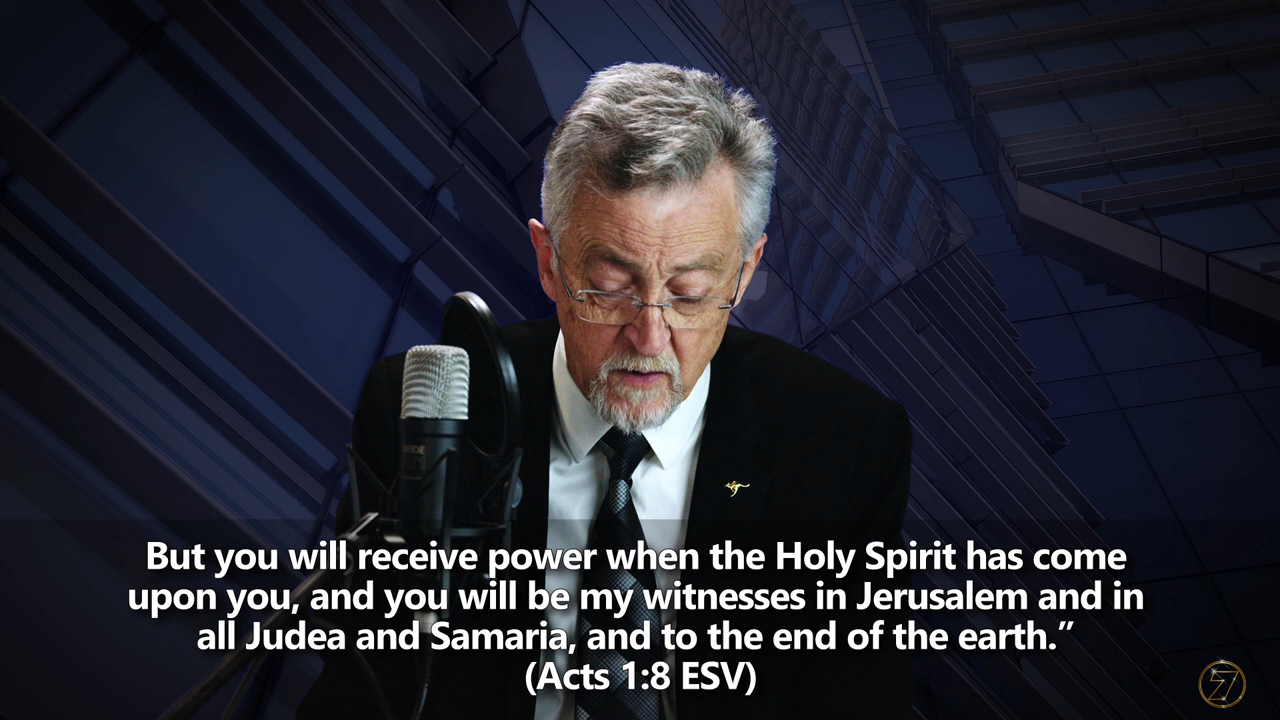 But you will receive power when the Holy Spirit has come
upon you, and you will be my witnesses in Jerusalem and in
all Judea and Samaria, and to the end of the earth.”
(Acts 1:8 ESV)